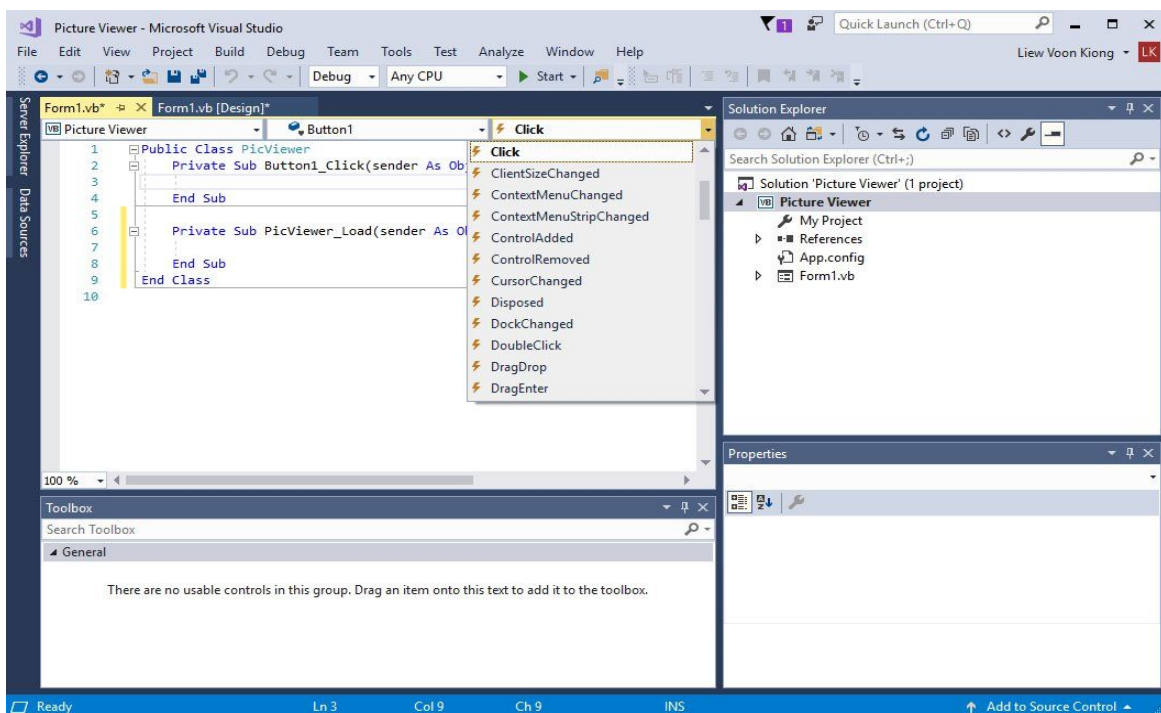 Picture Viewer - Microsoft Visual Studio
1
Quick Launch (Ctrl+Q)
File Edit View Project Build Debug Team Tools Test Analyze Window Help
Liew Voon Kiong
LK
Debug Any CPU Start
Server Explorer
Data Sources
Form1.vb* Form1.vb [Design]*
VB Picture Viewer Button1 Click
1 Public Class PicViewer
2 Private Sub Button1_Click(sender As Ob
3
4 End Sub
5
6 Private Sub PicViewer_Load(sender As O
7
8 End Sub
9 End Class
10
Click
ClientSizeChanged
ContextMenuChanged
ContextMenuStripChanged
ControlAdded
ControlRemoved
CursorChanged
Disposed
DockChanged
DoubleClick
DragDrop
DragEnter
100 %
Solution Explorer
Search Solution Explorer (Ctrl+;)
Solution 'Picture Viewer' (1 project)
VB Picture Viewer
My Project
References
App.config
Form1.vb
Properties
Toolbox
Search Toolbox
General
There are no usable controls in this group. Drag an item onto this text to add it to the toolbox.
Ready Ln 3 Col 9 Ch 9 INS Add to Source Control